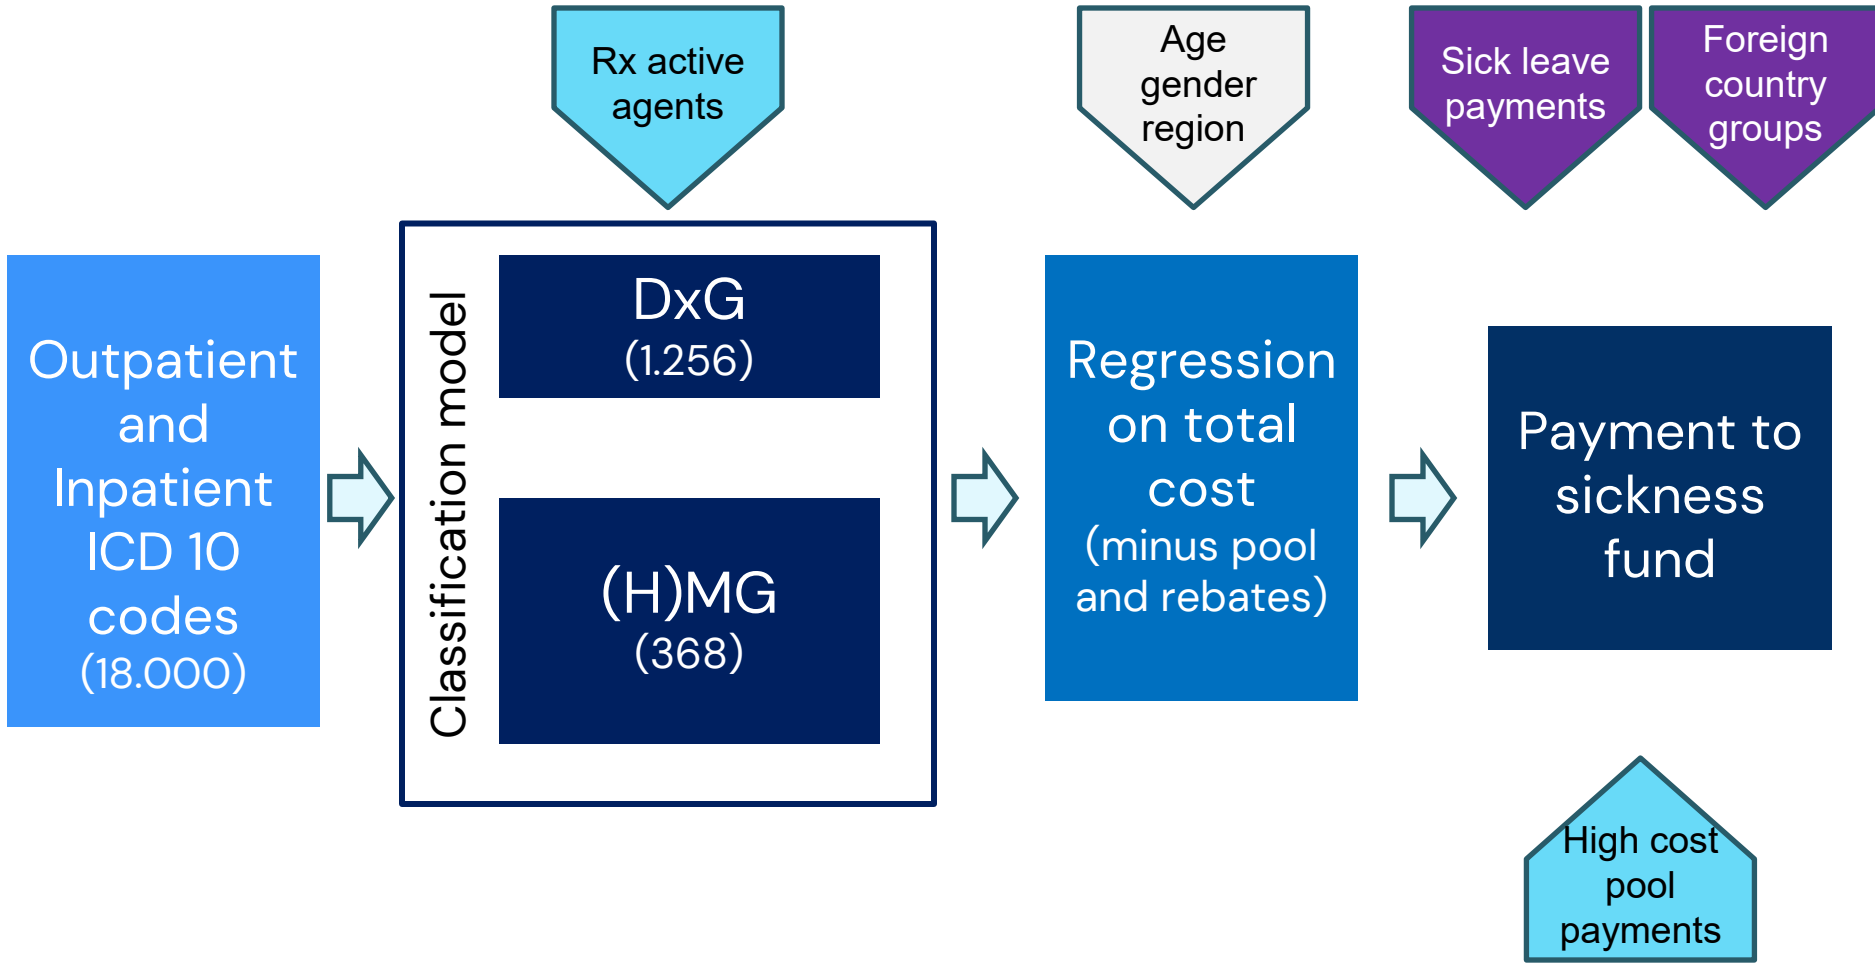 Rx active
agents
Age
gender
region
Sick leave
payments
Foreign
country
groups
Outpatient
and
Inpatient
ICD 10
codes
(18.000)
Classification model
DxG
(1.256)
(H)MG
(368)
Regression
on total
cost
(minus pool
and rebates)
Payment to
sickness
fund
High cost
pool
payments